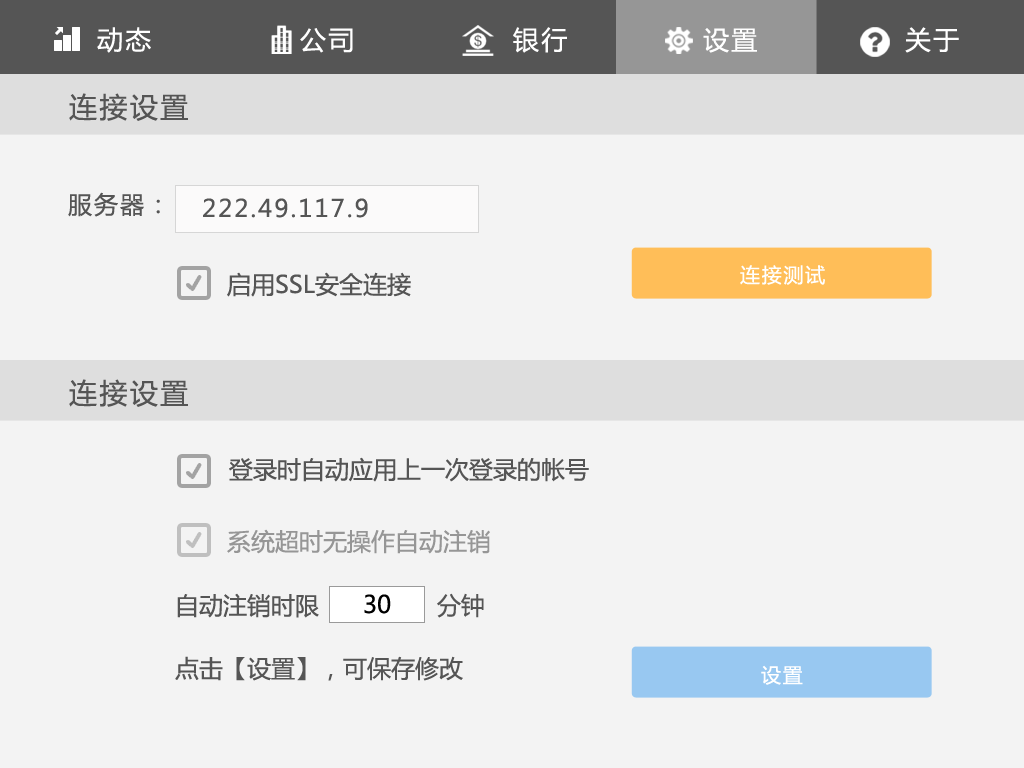 动态 公司 银行 设置 关于
连接设置
服务器： 222.49.117.9
启用SSL安全连接
连接测试
连接设置
登录时自动应用上一次登录的帐号
系统超时无操作自动注销
自动注销时限 30 分钟
点击【设置】，可保存修改
设置